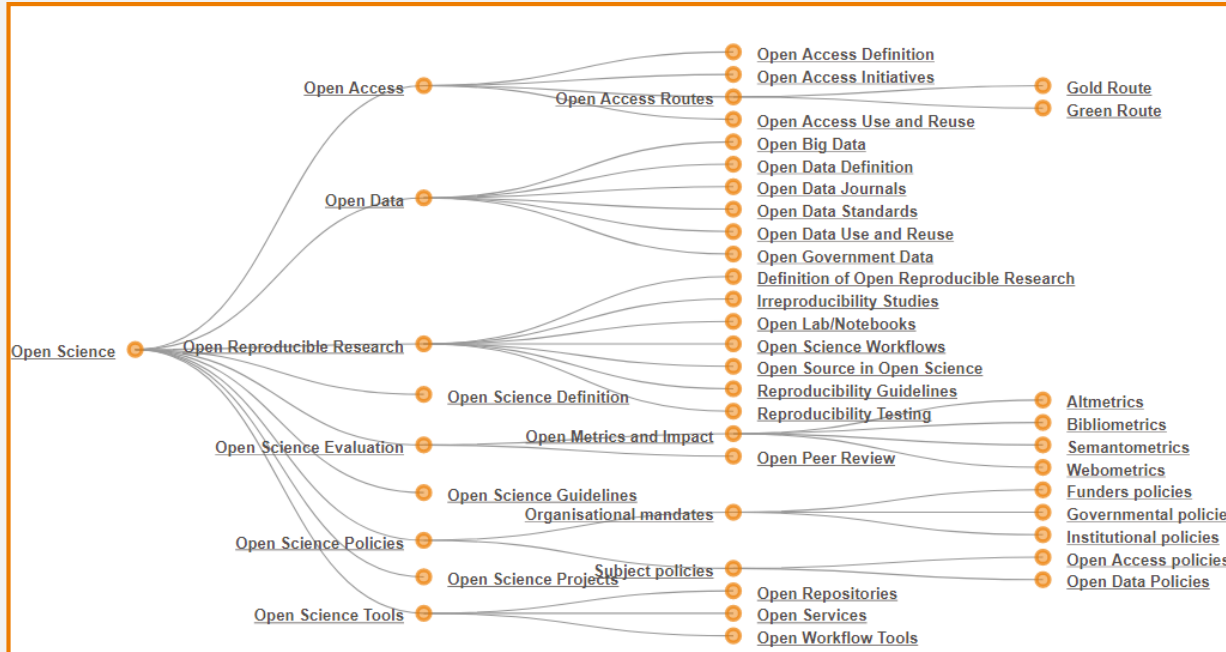 Open Science
Open Access
Open Access Definition
Open Access Initiatives
Open Access Routes
Gold Route
Green Route
Open Access Use and Reuse
Open Data
Open Big Data
Open Data Definition
Open Data Journals
Open Data Standards
Open Data Use and Reuse
Open Government Data
Open Reproducible Research
Definition of Open Reproducible Research
Irreproducibility Studies
Open Lab/Notebooks
Open Science Workflows
Open Source in Open Science
Reproducibility Guidelines
Reproducibility Testing
Open Science Definition
Open Science Evaluation
Open Metrics and Impact
Altmetrics
Bibliometrics
Semantometrics
Webometrics
Open Peer Review
Open Science Guidelines
Open Science Policies
Organisational mandates
Funders policies
Governmental policie
Institutional policies
Subject policies
Open Access policies
Open Data Policies
Open Science Projects
Open Science Tools
Open Repositories
Open Services
Open Workflow Tools